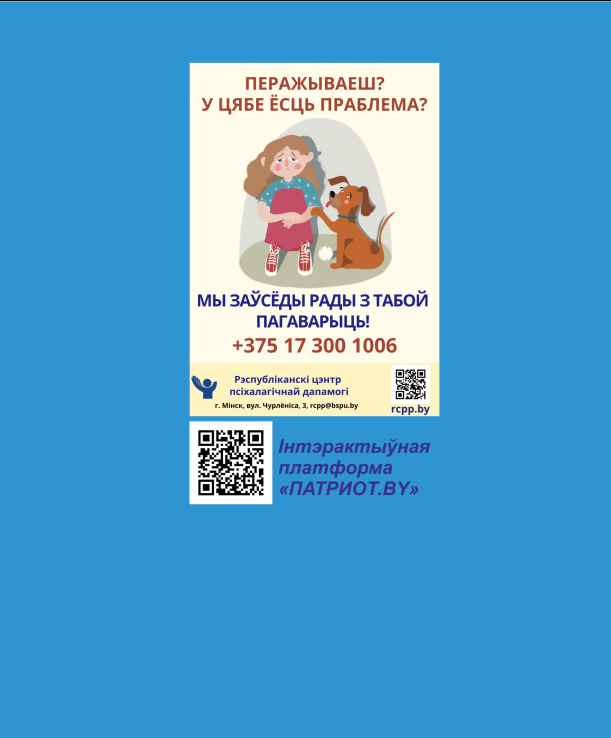 ПЕРАЖЫВАЕШ?
У ЦЯБЕ ЁСЦЬ ПРАБЛЕМА?
МЫ ЗАЎСЁДЫ РАДЫ З ТАБОЙ
ПАГАВАРЫЦЬ!
+375 17 300 1006
Рэспубліканскі цэнтр
псіхалагічнай дапамогі
г. Мінск, вул. Чурлёніса, 3, rcpp@bspu.by
rcpp.by
Інтэрактыўная
платформа
«ПАТРИОТ.BY»